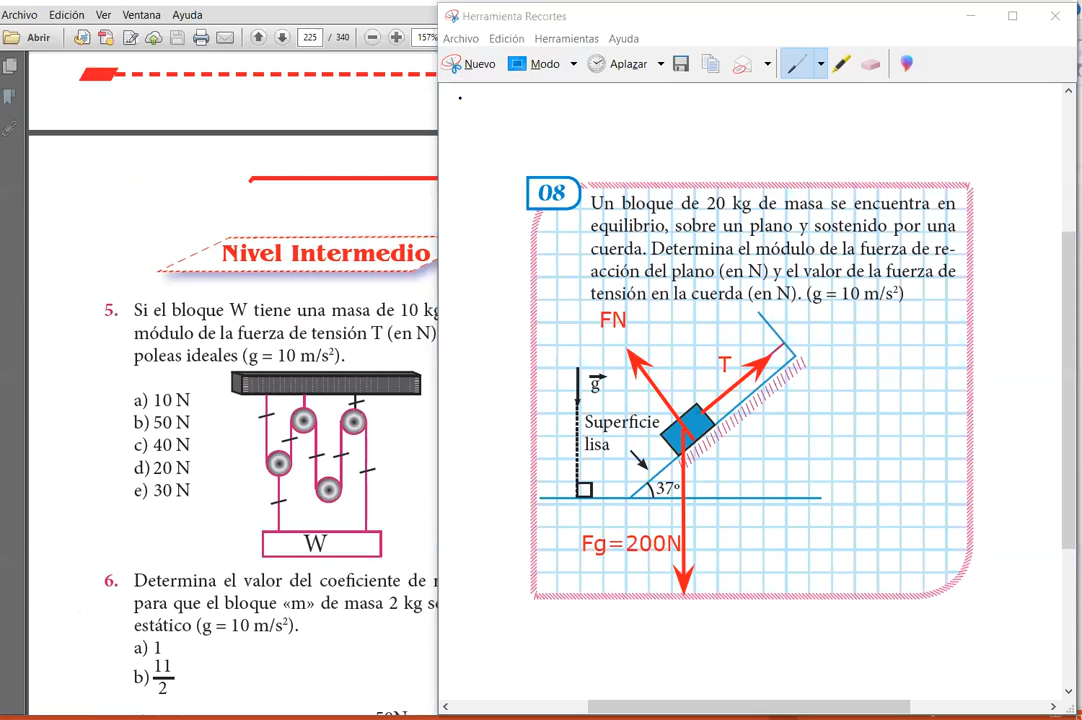 Archivo Edición Ver Ventana Ayuda
Abrir
225 / 340
157%
Nivel Intermedio
5. Si el bloque W tiene una masa de 10 kg
módulo de la fuerza de tensión T (en N)
poleas ideales (g = 10 m/s²).
a) 10 N
b) 50 N
c) 40 N
d) 20 N
e) 30 N
W
6. Determina el valor del coeficiente de
para que el bloque «m» de masa 2 kg
estático (g = 10 m/s²).
a) 1
b) 11/2
50N
Herramienta Recortes
Archivo Edición Herramientas Ayuda
Nuevo Modo Aplazar
08
Un bloque de 20 kg de masa se encuentra en
equilibrio, sobre un plano y sostenido por una
cuerda. Determina el módulo de la fuerza de re-
acción del plano (en N) y el valor de la fuerza de
tensión en la cuerda (en N). (g = 10 m/s²)
FN
T
g
Superficie
lisa
37º
Fg=200N